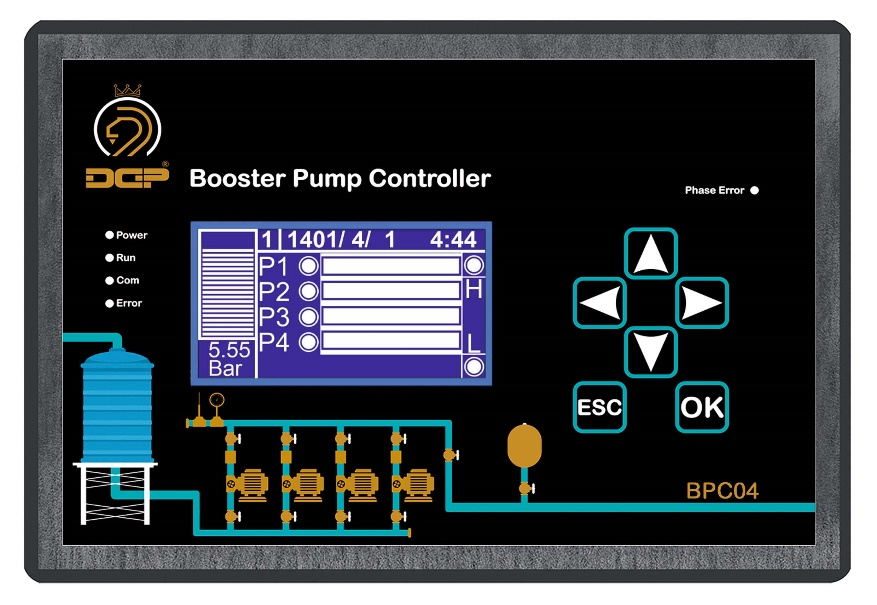 DCP®
Booster Pump Controller
Phase Error
Power
Run
Com
Error
1 1401/ 4/ 1 4:44
P1
P2 H
P3
P4 L
5.55
Bar
ESC OK
BPC04